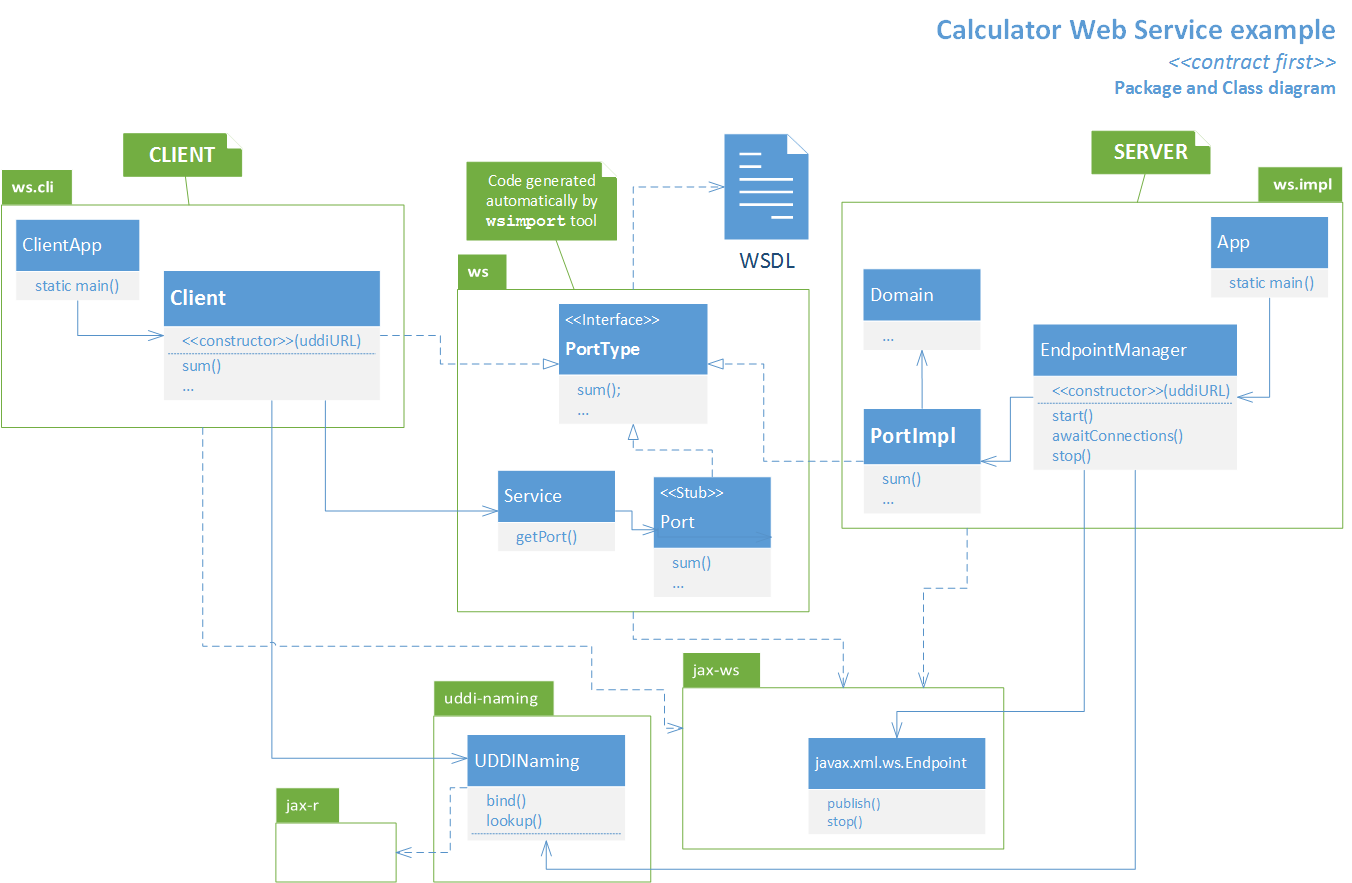 Calculator Web Service example
<<contract first>>
Package and Class diagram
CLIENT
ws.cli
ClientApp
static main()
Client
<<constructor>>(uddiURL)
sum()
...
Code generated
automatically by
wsimport tool
WSDL
ws
<<Interface>>
PortType
sum();
...
Service
getPort()
<<Stub>>
Port
sum()
...
SERVER
ws.impl
App
static main()
Domain
...
EndpointManager
<<constructor>>(uddiURL)
start()
awaitConnections()
stop()
PortImpl
sum()
...
uddi-naming
UDDINaming
bind()
lookup()
jax-r
jax-ws
javax.xml.ws.Endpoint
publish()
stop()